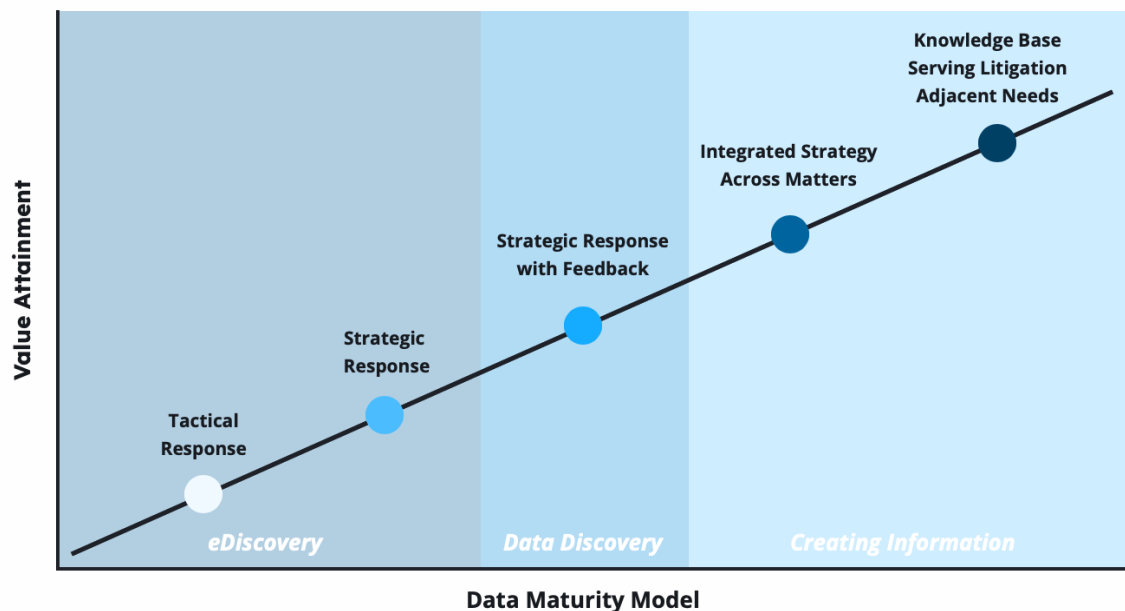 Knowledge Base
Serving Litigation
Adjacent Needs
Integrated Strategy
Across Matters
Strategic Response
with Feedback
Strategic
Response
Tactical
Response
Value Attainment
eDiscovery
Data Discovery
Creating Information
Data Maturity Model